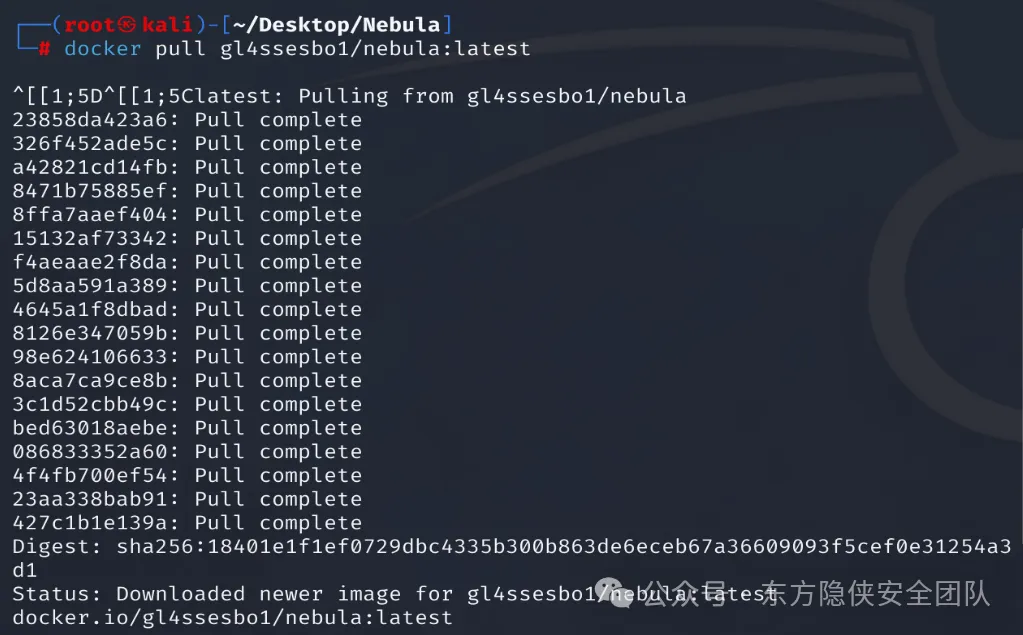 ┌──(root㉿kali)-[~/Desktop/Nebula]
└─# docker pull gl4ssesbo1/nebula:latest
^[[1;5D^[[1;5Clatest: Pulling from gl4ssesbo1/nebula
23858da423a6: Pull complete
326f452ade5c: Pull complete
a42821cd14fb: Pull complete
8471b75885ef: Pull complete
8ffa7aaef404: Pull complete
15132af73342: Pull complete
f4aeaae2f8da: Pull complete
5d8aa591a389: Pull complete
4645a1f8dbad: Pull complete
8126e347059b: Pull complete
98e624106633: Pull complete
8aca7ca9ce8b: Pull complete
3c1d52cbb49c: Pull complete
bed63018aebe: Pull complete
086833352a60: Pull complete
4f4fb700ef54: Pull complete
23aa338bab91: Pull complete
427c1b1e139a: Pull complete
Digest: sha256:18401e1f1ef0729dbc4335b300b863de6eceb67a36609093f5cef0e31254a3
d1
Status: Downloaded newer image for gl4ssesbo1/nebula:latest
公众号 · 东方隐侠安全团队
docker.io/gl4ssesbo1/nebula:latest